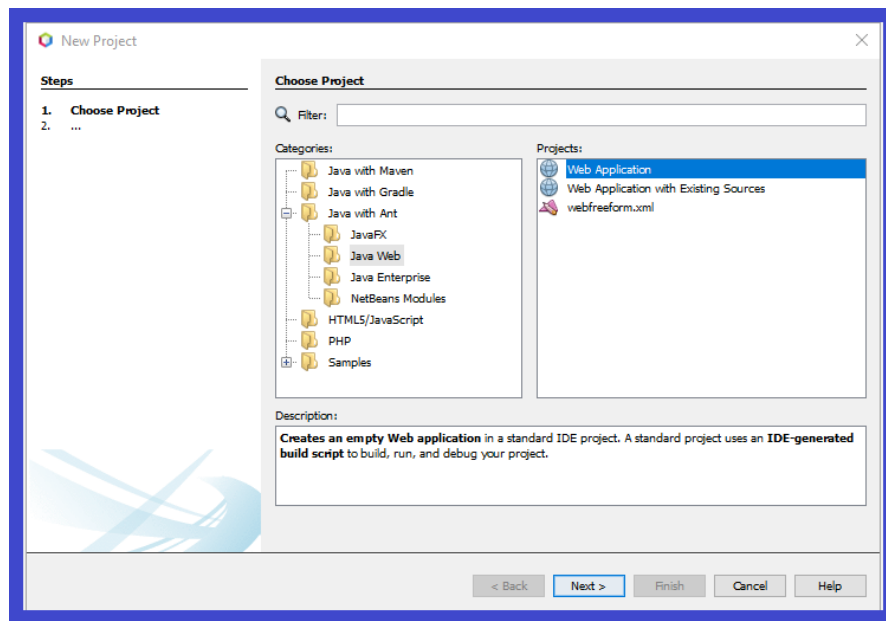 New Project
Steps
1. Choose Project
2. ...
Choose Project
Filter:
Categories:
Java with Maven
Java with Gradle
Java with Ant
JavaFX
Java Web
Java Enterprise
NetBeans Modules
HTML5/JavaScript
PHP
Samples
Projects:
Web Application
Web Application with Existing Sources
webfreeform.xml
Description:
Creates an empty Web application in a standard IDE project. A standard project uses an IDE-generated
build script to build, run, and debug your project.
< Back Next > Finish Cancel Help